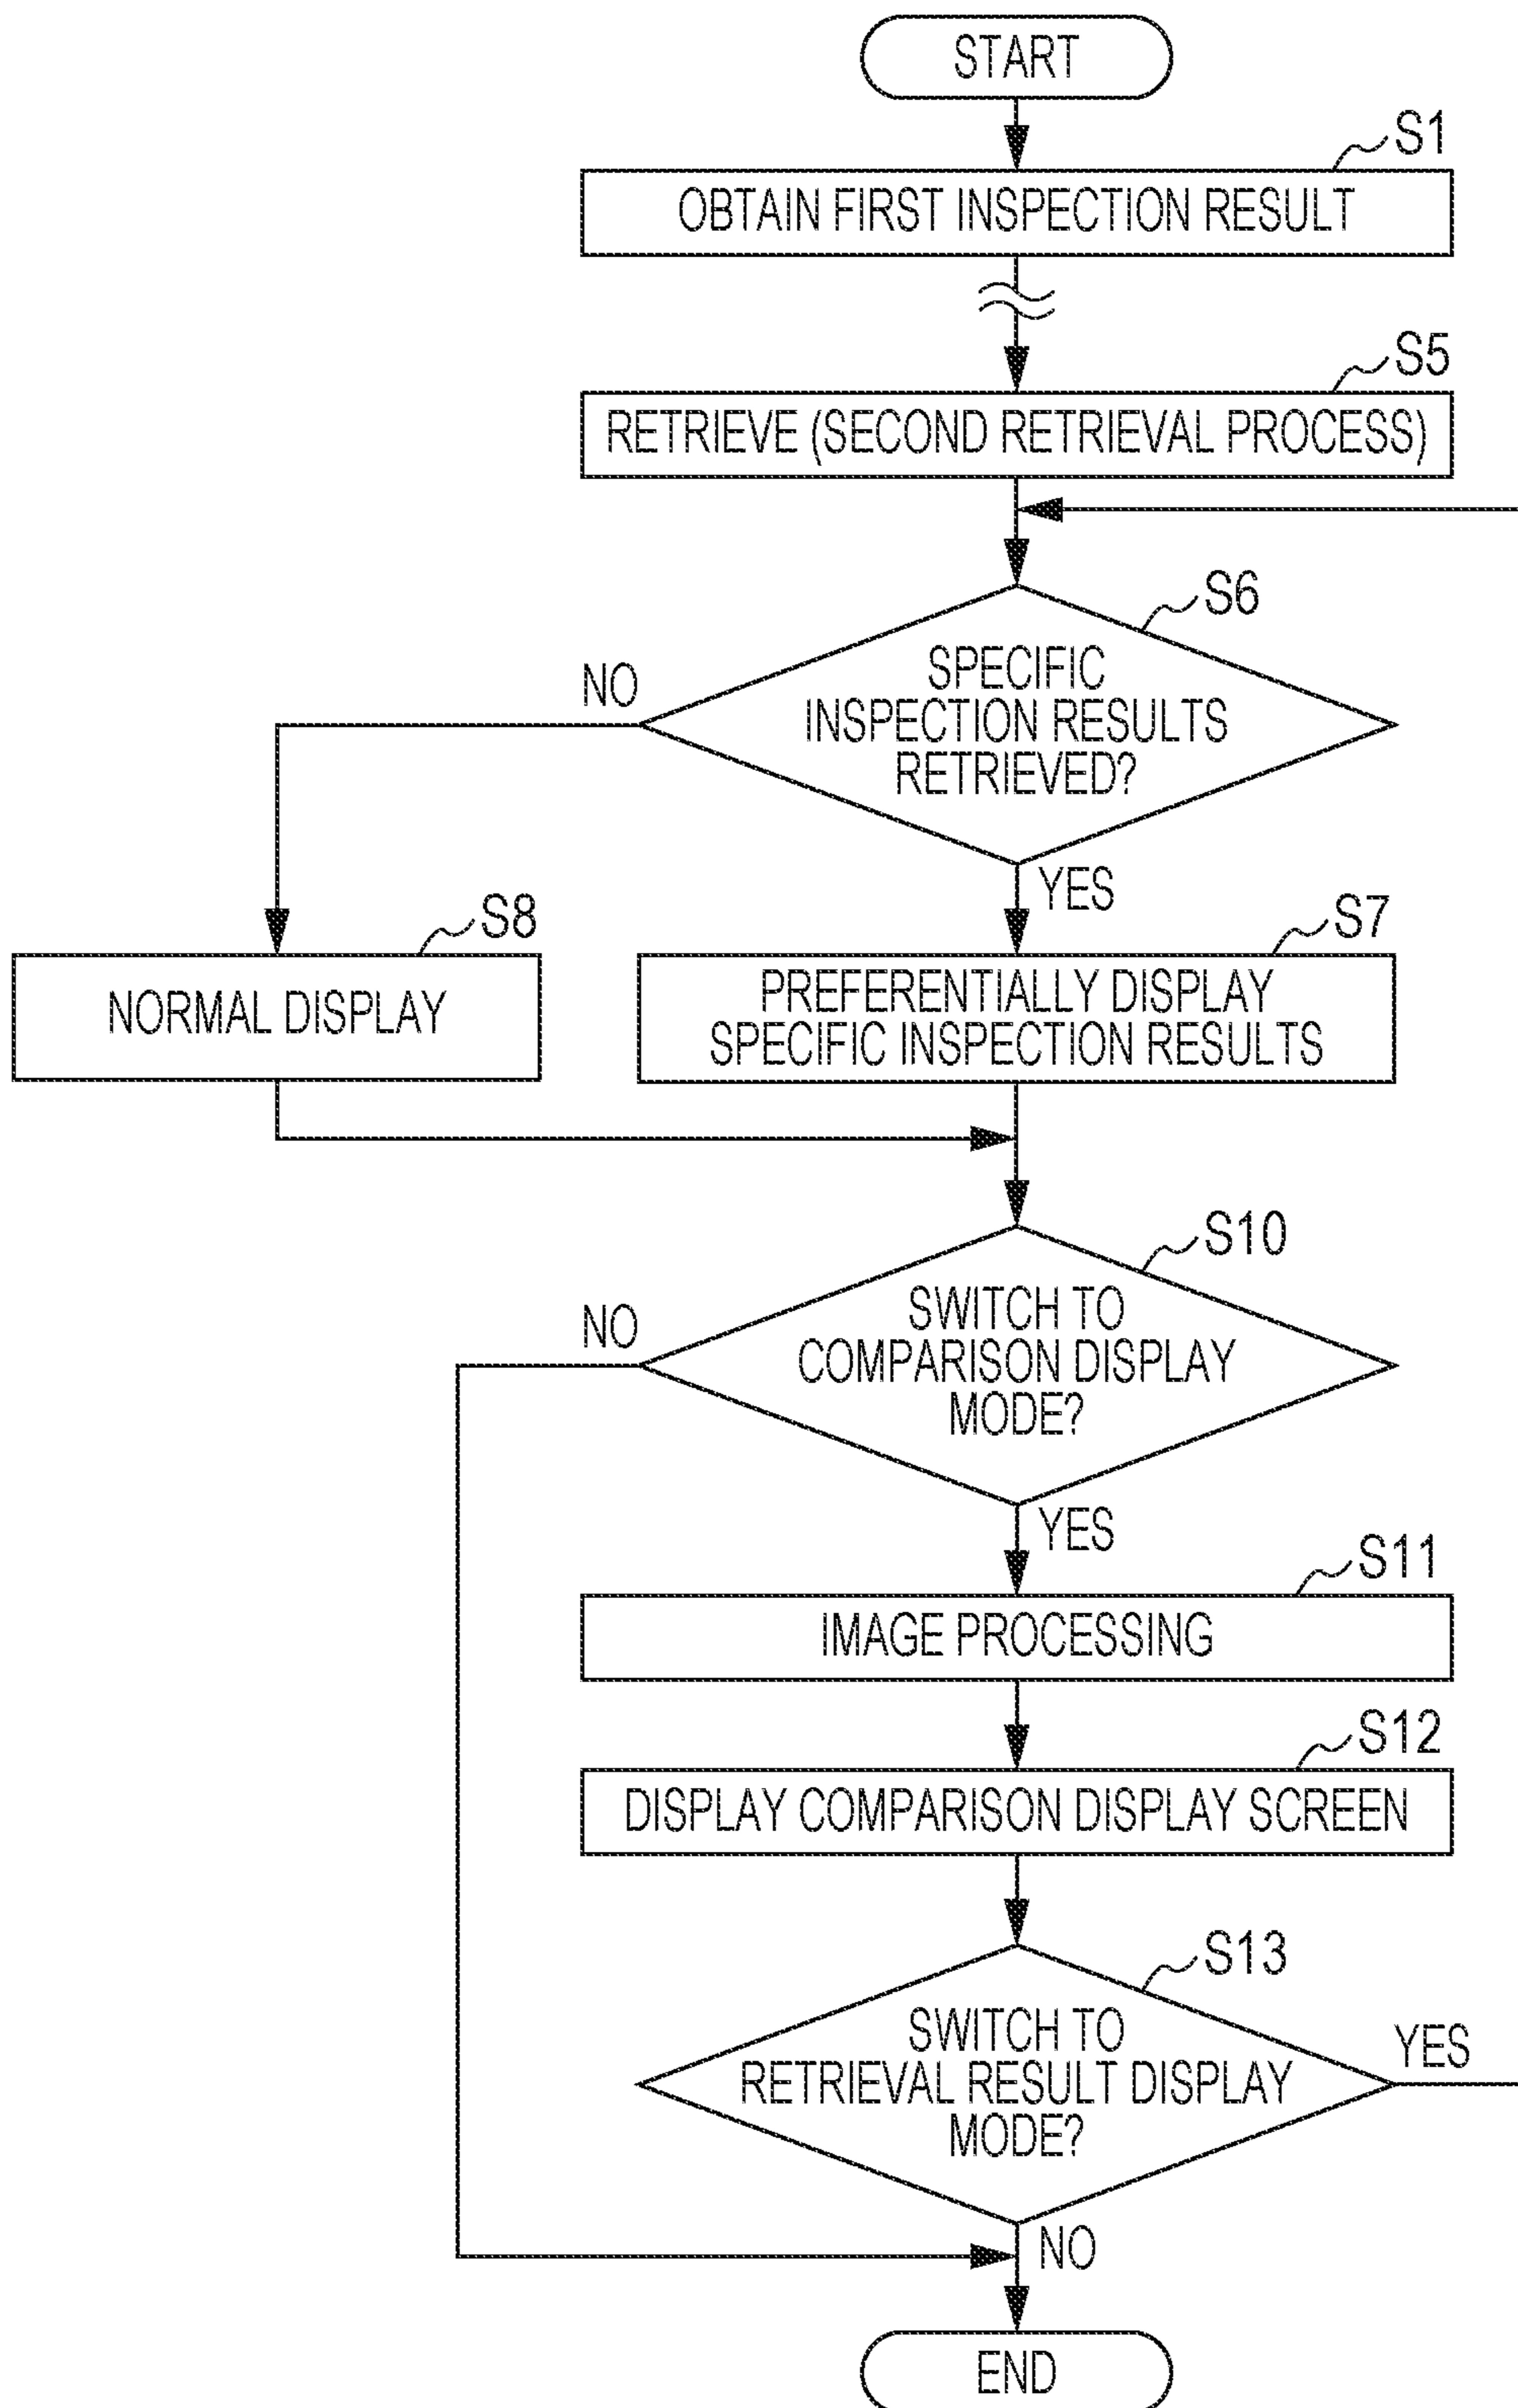 START
S1
OBTAIN FIRST INSPECTION RESULT
S5
RETRIEVE (SECOND RETRIEVAL PROCESS)
S6
SPECIFIC
INSPECTION RESULTS
RETRIEVED?
NO
YES
S8
NORMAL DISPLAY
S7
PREFERENTIALLY DISPLAY
SPECIFIC INSPECTION RESULTS
S10
SWITCH TO
COMPARISON DISPLAY
MODE?
NO
YES
S11
IMAGE PROCESSING
S12
DISPLAY COMPARISON DISPLAY SCREEN
S13
SWITCH TO
RETRIEVAL RESULT DISPLAY
MODE?
YES
NO
END